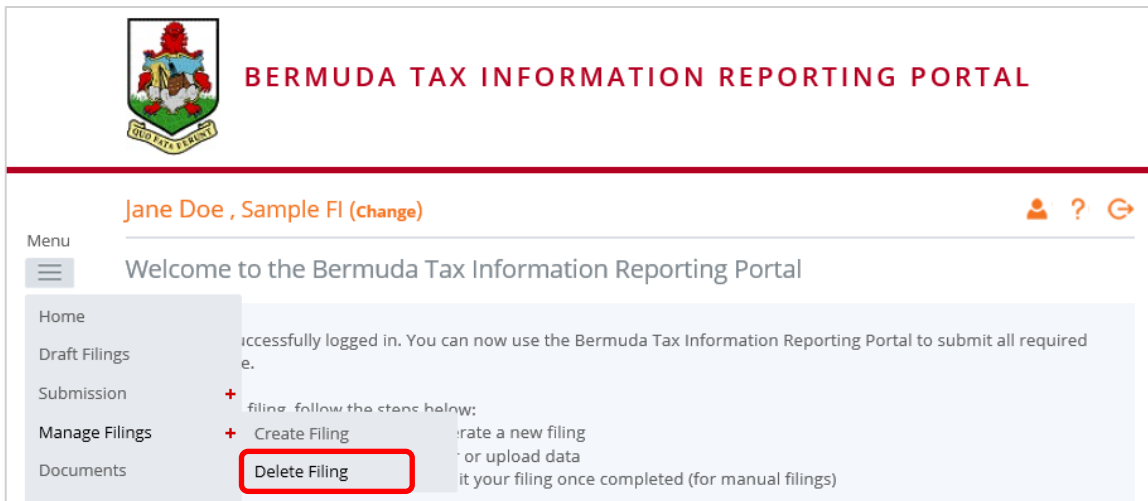 QUO FATA FERUNT
BERMUDA TAX INFORMATION REPORTING PORTAL
Jane Doe , Sample FI (Change)
?
Menu
Welcome to the Bermuda Tax Information Reporting Portal
Home
Draft Filings
Submission +
Manage Filings +
Documents
Create Filing
Delete Filing
successfully logged in. You can now use the Bermuda Tax Information Reporting Portal to submit all required
e.
filing, follow the steps below:
erate a new filing
or upload data
it your filing once completed (for manual filings)